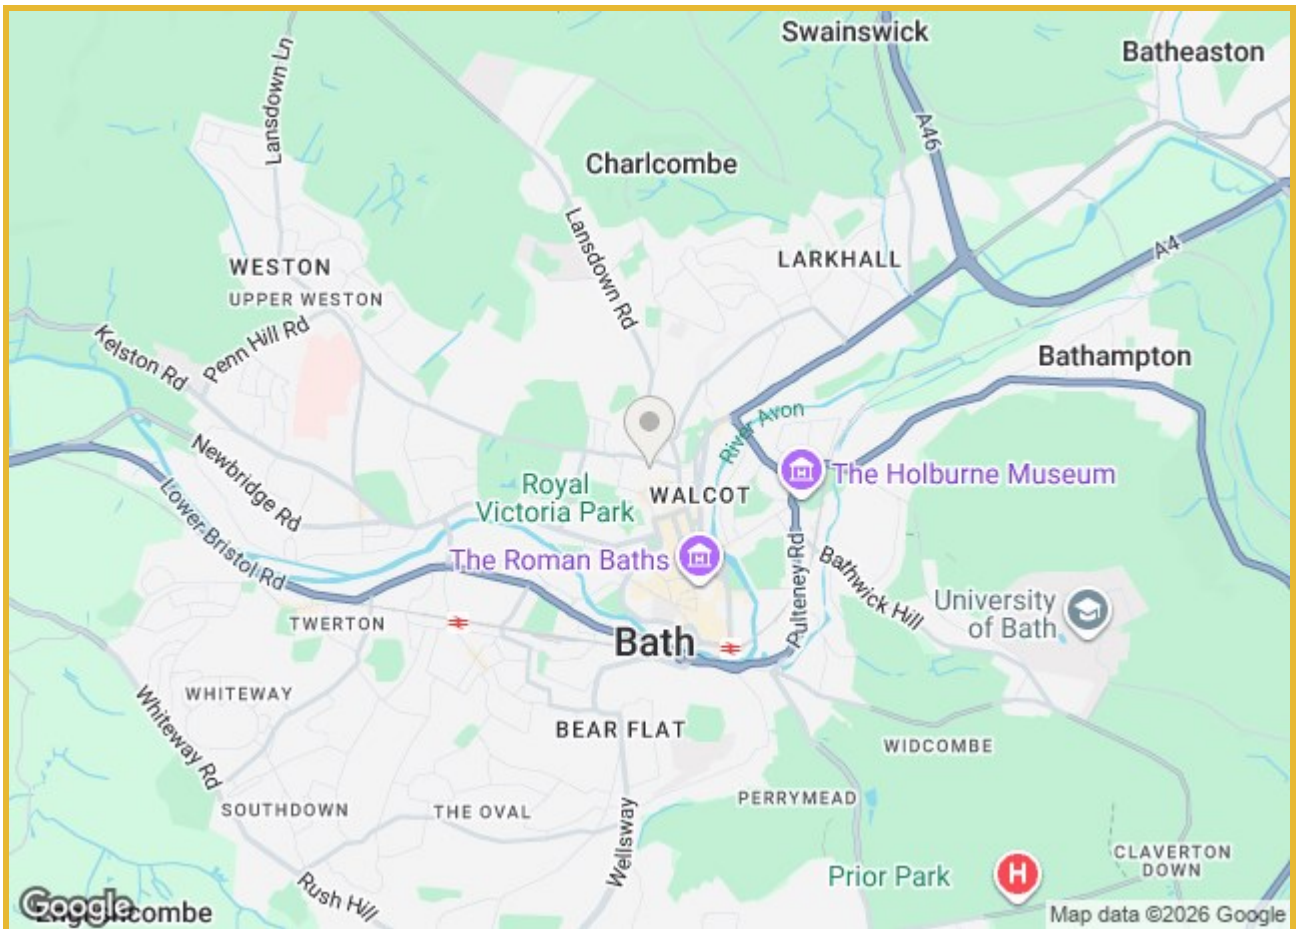 Swainswick
Batheaston
Lansdown Ln
A46
Charlcombe
Lansdown Rd
LARKHALL
A4
WESTON
UPPER WESTON
Kelston Rd
Penn Hill Rd
Bathampton
River Avon
Newbridge Rd
Royal
Victoria Park
WALCOT
The Holburne Museum
Lower Bristol Rd
The Roman Baths
Pulteney Rd
Bathwick Hill
University
of Bath
TWERTON
Bath
WHITEWAY
Whiteway Rd
BEAR FLAT
WIDCOMBE
SOUTHDOWN
THE OVAL
PERRYMEAD
Wellsway
CLAVERTON
DOWN
Prior Park
H
Rush Hill
Google
Map data ©2026 Google